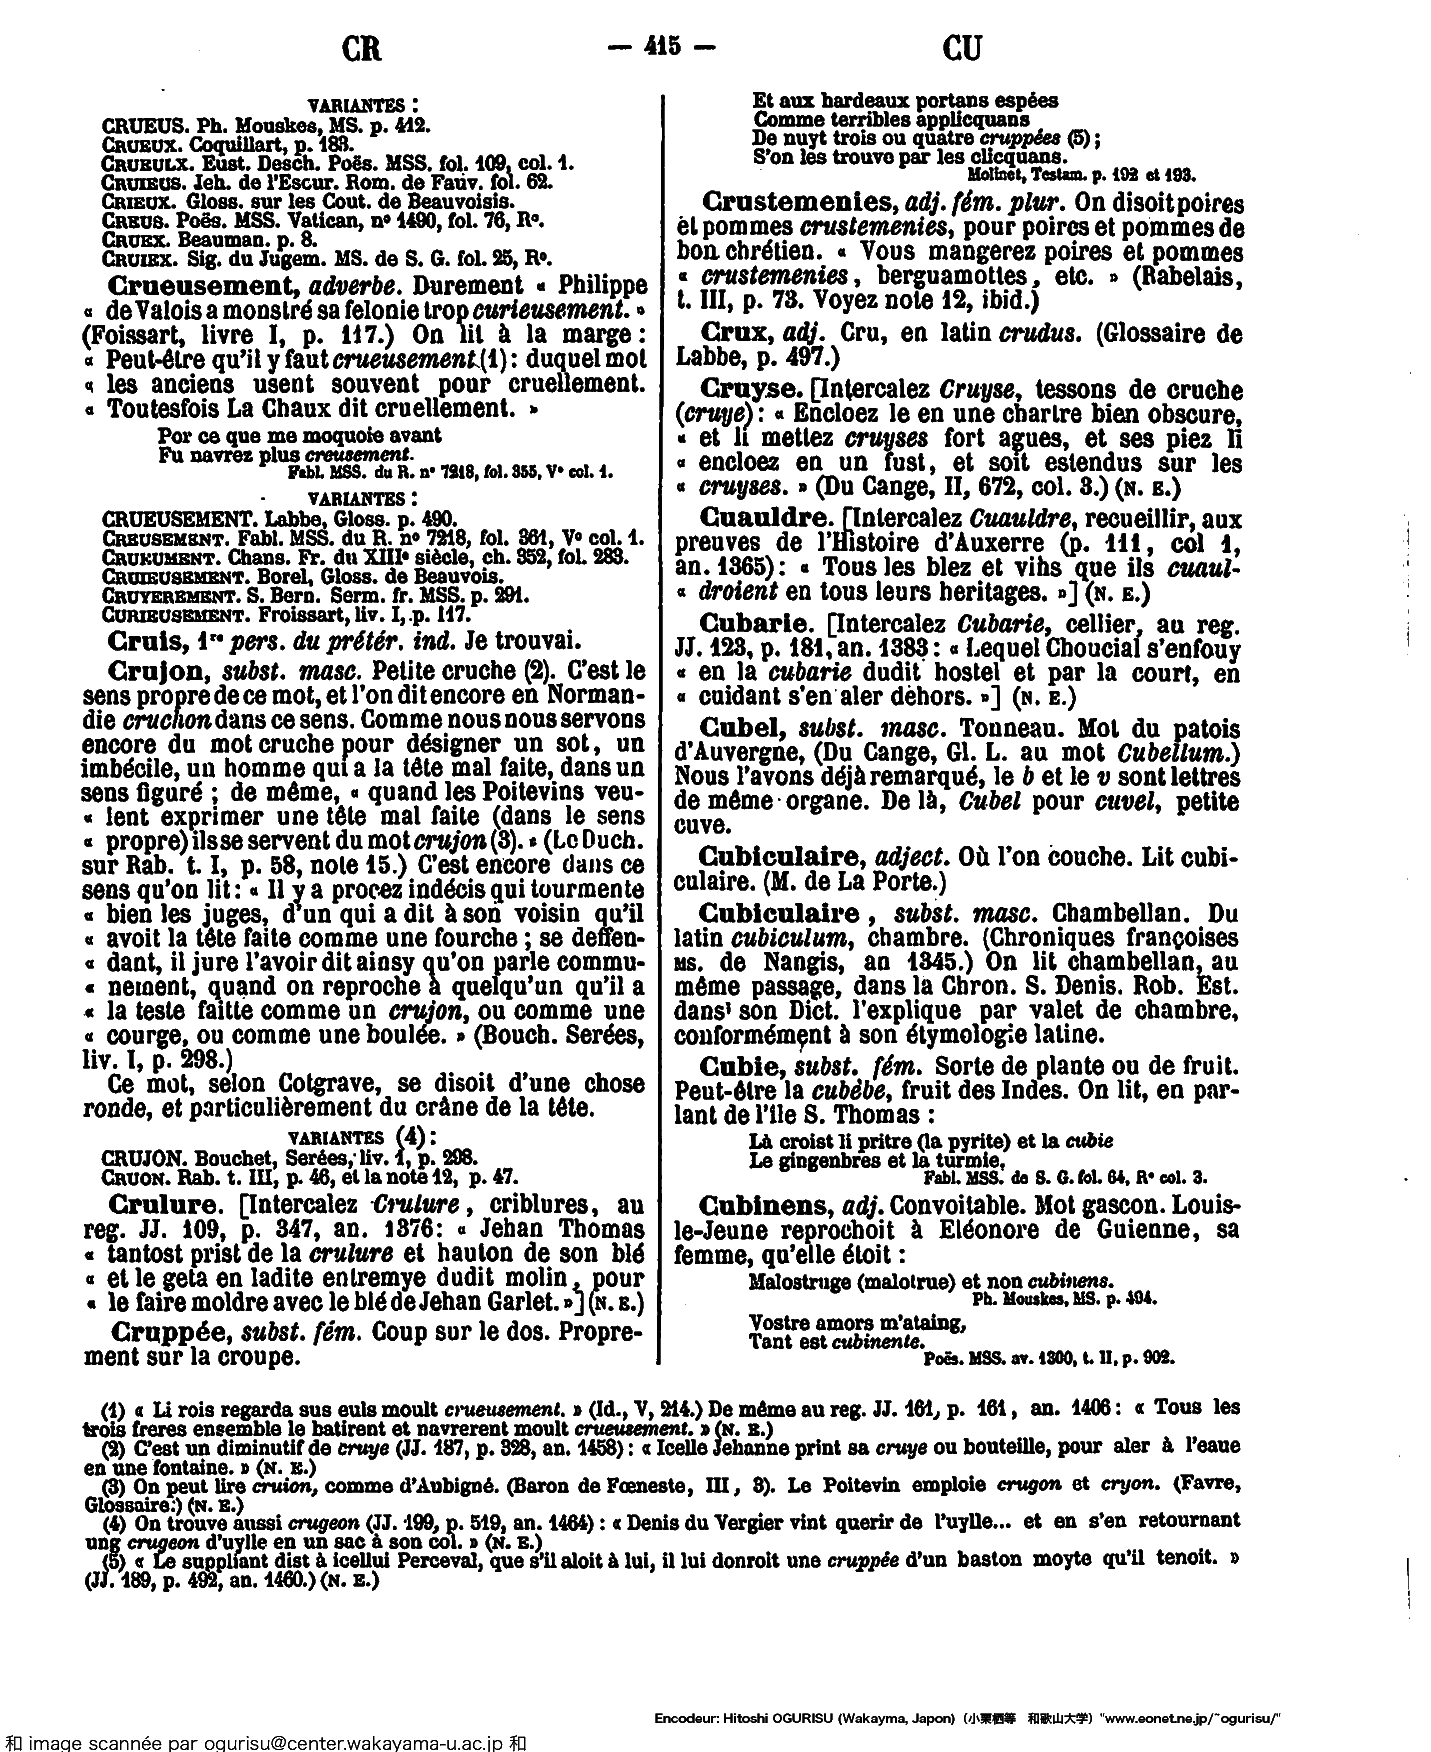 CR
— 415 —
CU
VARIANTES :
CRUEUS. Ph. Mouskes, MS. p. 412.
CRUEUX. Coquillart, p. 183.
CRUEULX. Eust. Desch. Poës. MSS. fol. 109, col. 1.
CRUIEUS. Jeh. de l'Escur. Rom. de Fauv. fol. 62.
CRIEUX. Gloss. sur les Cout. de Beauvoisis.
CREUS. Poës. MSS. Vatican, nº 1490, fol. 76, Rº.
CRUEX. Beauman. p. 8.
CRUIEX. Sig. du Jugem. MS. de S. G. fol. 25, Rº.
Crueusement, adverbe. Durement « Philippe
« de Valois a monstré sa felonie trop curieusement. »
(Foissart, livre I, p. 117.) On lit à la marge :
« Peut-être qu'il y faut crueusement (1) : duquel mot
« les anciens usent souvent pour cruellement.
« Toutesfois La Chaux dit cruellement. »
Por ce que me moquoie avant
Fu navrez plus creusement.
Fabl. MSS. du R. nº 7218, fol. 355, Vº col. 1.
VARIANTES :
CRUEUSEMENT. Labbe, Gloss. p. 490.
CREUSEMENT. Fabl. MSS. du R. nº 7218, fol. 361, Vº col. 1.
CRUKUMENT. Chans. Fr. du XIIIe siècle, ch. 352, fol. 283.
CRUIEUSEMENT. Borel, Gloss. de Beauvois.
CRUYEREMENT. S. Bern. Serm. fr. MSS. p. 291.
CURIEUSEMENT. Froissart, liv. I, p. 117.
Cruis, 1re pers. du prétér. ind. Je trouvai.
Crujon, subst. masc. Petite cruche (2). C'est le
sens propre de ce mot, et l'on dit encore en Norman-
die cruchon dans ce sens. Comme nous nous servons
encore du mot cruche pour désigner un sot, un
imbécile, un homme qui a la tête mal faite, dans un
sens figuré ; de même, « quand les Poitevins veu-
« lent exprimer une tête mal faite (dans le sens
« propre) ils se servent du mot crujon (3). » (Le Duch.
sur Rab. t. I, p. 58, note 15.) C'est encore dans ce
sens qu'on lit : « Il y a procez indécis qui tourmente
« bien les juges, d'un qui a dit à son voisin qu'il
« avoit la tête faite comme une fourche ; se deffen-
« dant, il jure l'avoir dit ainsy qu'on parle commu-
« nement, quand on reproche à quelqu'un qu'il a
« la teste faitte comme un crujon, ou comme une
« courge, ou comme une boulée. » (Bouch. Serées,
liv. I, p. 298.)
Ce mot, selon Cotgrave, se disoit d'une chose
ronde, et particulièrement du crâne de la tête.
VARIANTES (4) :
CRUJON. Bouchet, Serées, liv. 1, p. 298.
CRUON. Rab. t. III, p. 46, et la note 12, p. 47.
Crulure. [Intercalez Crulure, criblures, au
reg. JJ. 109, p. 347, an. 1376 : « Jehan Thomas
« tantost prist de la crulure et hauton de son blé
« et le geta en ladite entremye dudit molin, pour
« le faire moldre avec le blé de Jehan Garlet. »] (N. E.)
Cruppée, subst. fém. Coup sur le dos. Propre-
ment sur la croupe.
Et aux hardeaux portans espées
Comme terribles applicquans
De nuyt trois ou quatre cruppées (5) ;
S'on les trouve par les clicquans.
Molinet, Testam. p. 192 et 193.
Crustemenies, adj. fém. plur. On disoit poires
et pommes crustemenies, pour poires et pommes de
bon chrétien. « Vous mangerez poires et pommes
« crustemenies, berguamottes, etc. » (Rabelais,
t. III, p. 73. Voyez note 12, ibid.)
Crux, adj. Cru, en latin crudus. (Glossaire de
Labbe, p. 497.)
Cruyse. [Intercalez Cruyse, tessons de cruche
(cruye) : « Encloez le en une chartre bien obscure,
« et li mettez cruyses fort agues, et ses piez li
« encloez en un fust, et soit estendus sur les
« cruyses. » (Du Cange, II, 672, col. 3.) (N. E.)
Cuauldre. [Intercalez Cuauldre, recueillir, aux
preuves de l'Histoire d'Auxerre (p. 111, col 1,
an. 1365) : « Tous les blez et vihs que ils cuaul-
« droient en tous leurs heritages. »] (N. E.)
Cubarie. [Intercalez Cubarie, cellier, au reg.
JJ. 123, p. 181, an. 1383 : « Lequel Choucial s'enfouy
« en la cubarie dudit hostel et par la court, en
« cuidant s'en aler dehors. »] (N. E.)
Cubel, subst. masc. Tonneau. Mot du patois
d'Auvergne, (Du Cange, Gl. L. au mot Cubellum.)
Nous l'avons déjà remarqué, le b et le v sont lettres
de même organe. De là, Cubel pour cuvel, petite
cuve.
Cubiculaire, adject. Où l'on couche. Lit cubi-
culaire. (M. de La Porte.)
Cubiculaire, subst. masc. Chambellan. Du
latin cubiculum, chambre. (Chroniques françoises
MS. de Nangis, an 1345.) On lit chambellan, au
même passage, dans la Chron. S. Denis. Rob. Est.
dans son Dict. l'explique par valet de chambre,
conformément à son étymologie latine.
Cubie, subst. fém. Sorte de plante ou de fruit.
Peut-être la cubébe, fruit des Indes. On lit, en par-
lant de l'île S. Thomas :
Là croist li pritre (la pyrite) et la cubie
Le gingenbres et la turmie,
Fabl. MSS. de S. G. fol. 64, Rº col. 3.
Cubinens, adj. Convoitable. Mot gascon. Louis-
le-Jeune reprochoit à Eléonore de Guienne, sa
femme, qu'elle étoit :
Malostruge (malotrue) et non cubinens.
Ph. Mouskes, MS. p. 494.
Vostre amors m'ataing,
Tant est cubinente.
Poës. MSS. av. 1300, t. II, p. 902.
(1) « Li rois regarda sus euls moult crueusement. » (Id., V, 214.) De même au reg. JJ. 161, p. 161, an. 1406 : « Tous les
trois freres ensemble le batirent et navrerent moult crueusement. » (N. E.)
(2) C'est un diminutif de cruye (JJ. 187, p. 328, an. 1458) : « Icelle Jehanne print sa cruye ou bouteille, pour aler à l'eaue
en une fontaine. » (N. E.)
(3) On peut lire cruion, comme d'Aubigné. (Baron de Fœneste, III, 3). Le Poitevin emploie crugon et cryon. (Favre,
Glossaire.) (N. E.)
(4) On trouve aussi crugeon (JJ. 199, p. 519, an. 1464) : « Denis du Vergier vint querir de l'uylle... et en s'en retournant
ung crugeon d'uylle en un sac à son col. » (N. E.)
(5) « Le suppliant dist à icellui Perceval, que s'il aloit à lui, il lui donroit une cruppée d'un baston moyte qu'il tenoit. »
(JJ. 189, p. 492, an. 1460.) (N. E.)
Encodeur: Hitoshi OGURISU (Wakayma, Japon) (小栗栖等 和歌山大学) "www.eonet.ne.jp/~ogurisu/"
和 image scannée par ogurisu@center.wakayama-u.ac.jp 和